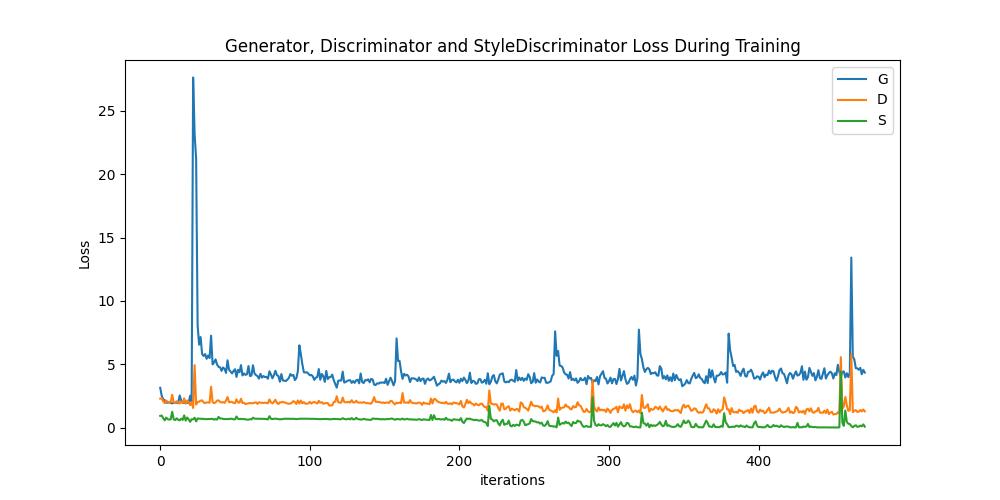 Generator, Discriminator and StyleDiscriminator Loss During Training
G
D
S
Loss
25
20
15
10
5
0
0 100 200 300 400
iterations